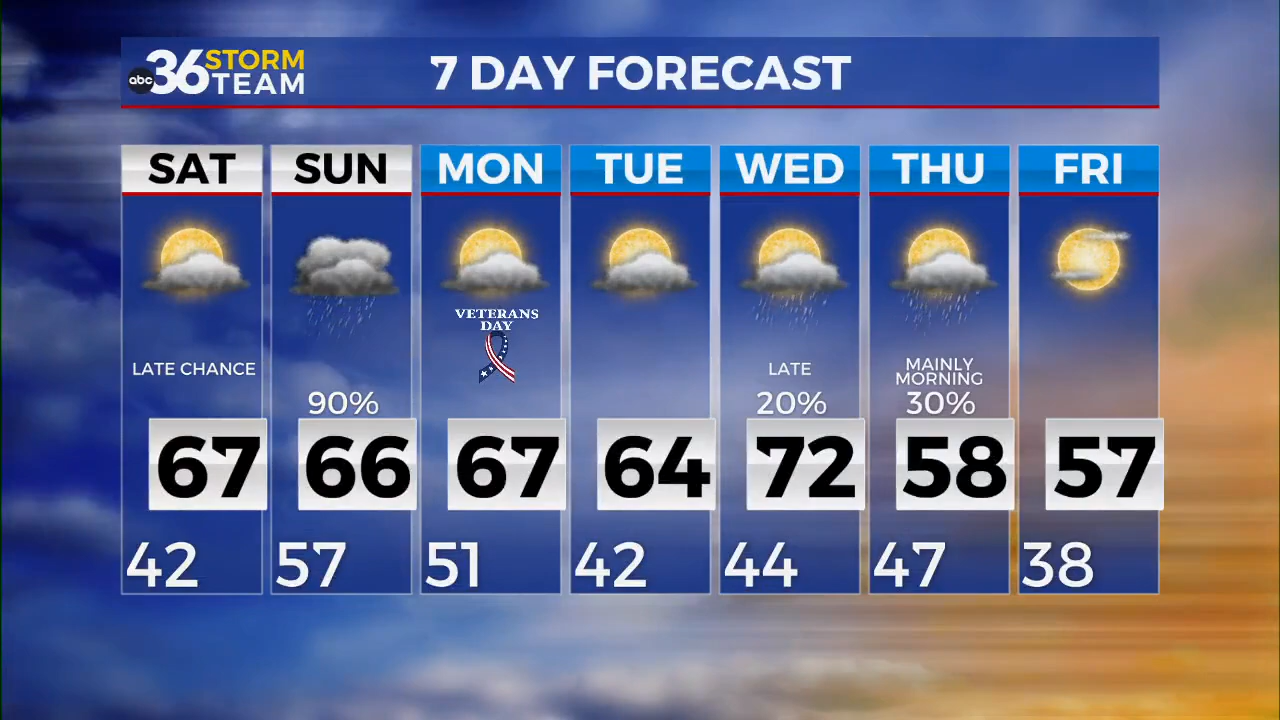 abc 36 STORM TEAM
7 DAY FORECAST
SAT SUN MON TUE WED THU FRI
VETERANS
DAY
LATE CHANCE
LATE
MAINLY
MORNING
90% 20% 30%
67 66 67 64 72 58 57
42 57 51 42 44 47 38